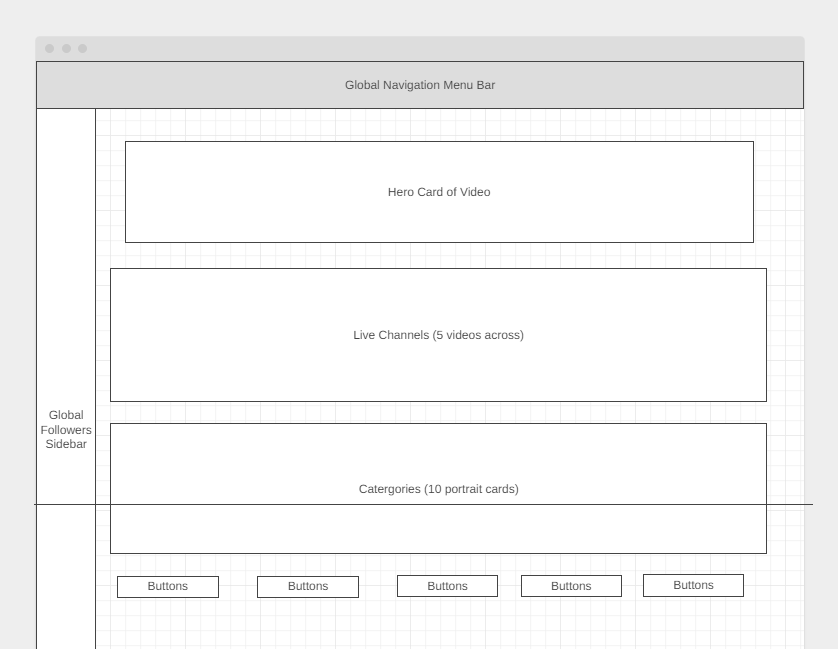 Global Navigation Menu Bar
Hero Card of Video
Live Channels (5 videos across)
Global
Followers
Sidebar
Catergories (10 portrait cards)
Buttons
Buttons
Buttons
Buttons
Buttons